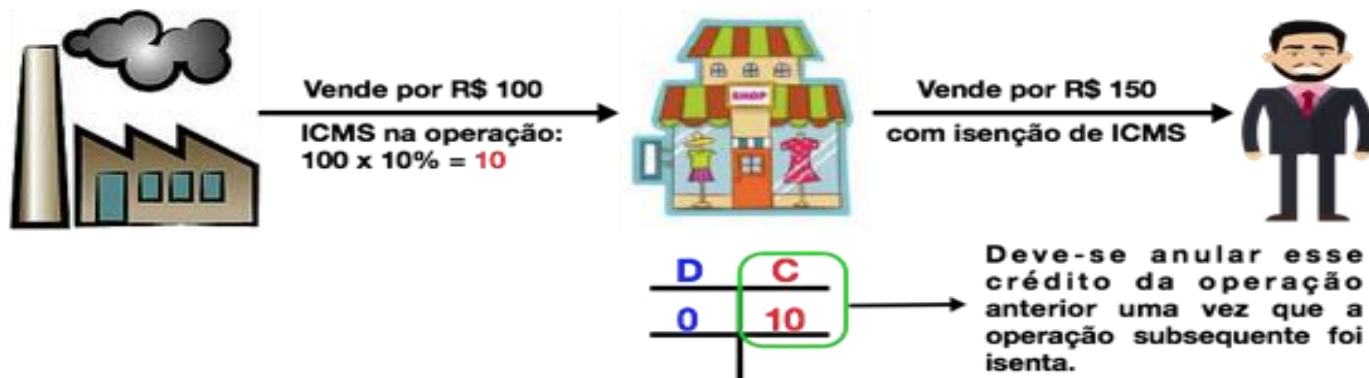 Vende por R$ 100
ICMS na operação:
100 x 10% = 10
SHOP
Vende por R$ 150
com isenção de ICMS
D C
0 10
Deve-se anular esse
crédito da operação
anterior uma vez que a
operação subsequente foi
isenta.